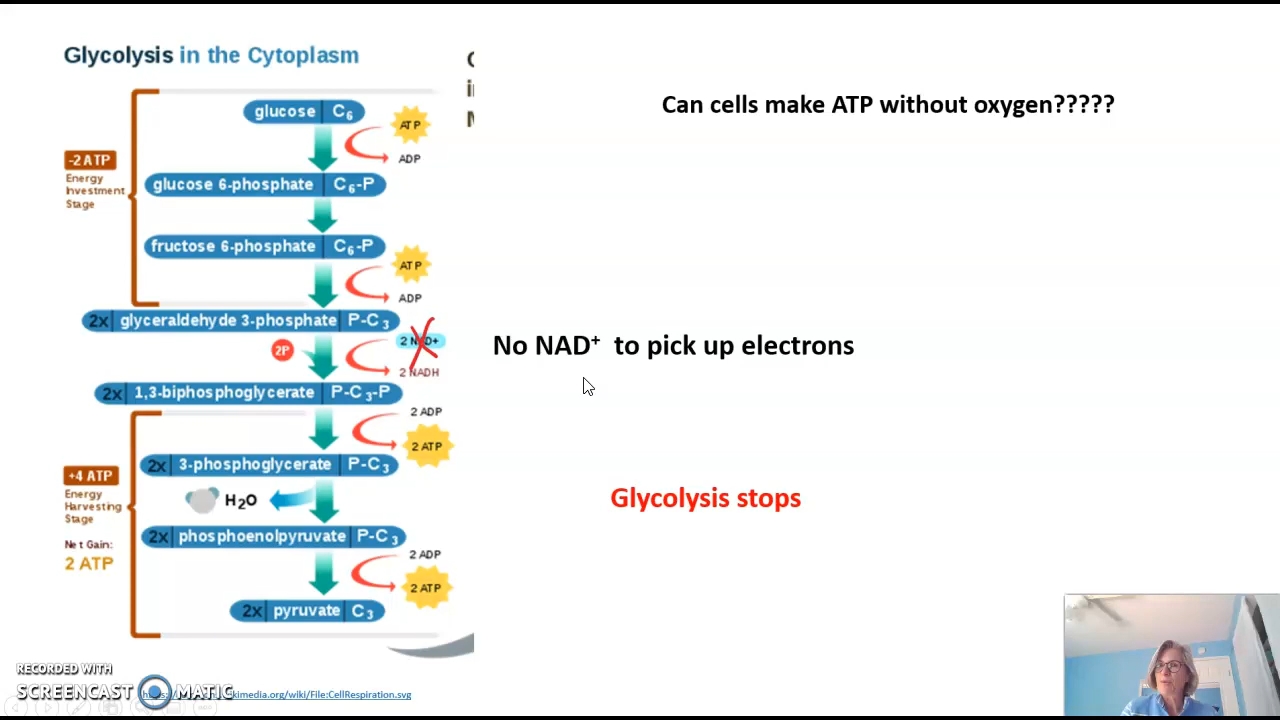 Glycolysis in the Cytoplasm
Can cells make ATP without oxygen?????
glucose C6
ATP
ADP
-2 ATP
Energy
Investment
Stage
glucose 6-phosphate C6-P
fructose 6-phosphate C6-P
ATP
ADP
2x glyceraldehyde 3-phosphate P-C3
2P
2 NAD+
2 NADH
No NAD+ to pick up electrons
2x 1,3-biphosphoglycerate P-C3-P
2 ADP
2 ATP
+4 ATP
Energy
Harvesting
Stage
Net Gain:
2 ATP
2x 3-phosphoglycerate P-C3
H2O
Glycolysis stops
2x phosphoenolpyruvate P-C3
2 ADP
2 ATP
2x pyruvate C3
RECORDED WITH
SCREENCAST MATIC
kimedia.org/wiki/File:CellRespiration.svg